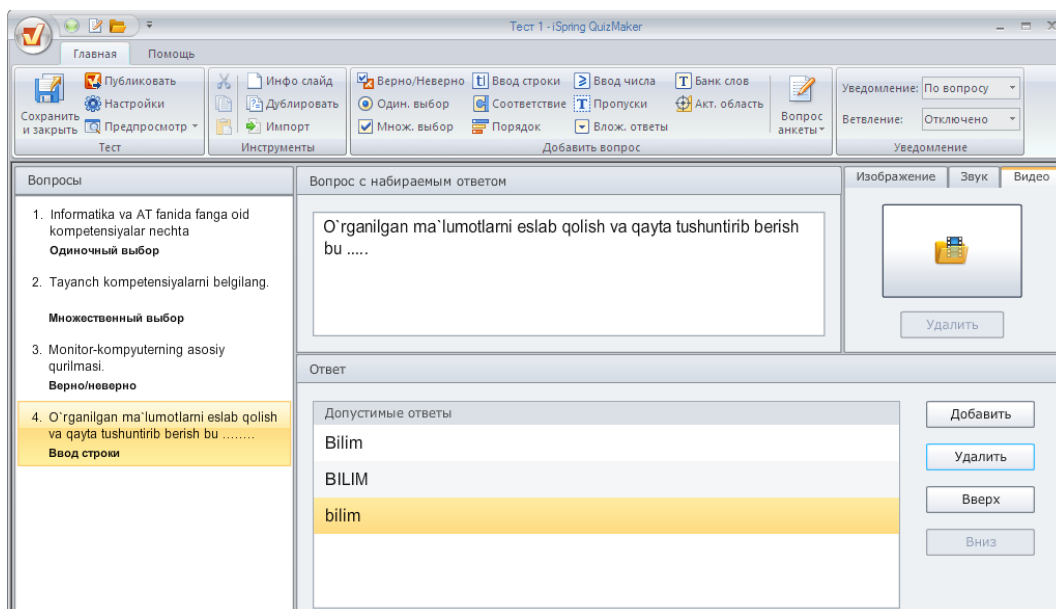 Тест 1 - iSpring QuizMaker
Главная Помощь
Сохранить и закрыть
Публиковать
Настройки
Предпросмотр
Тест
Инфо слайд
Дублировать
Импорт
Инструменты
Верно/Неверно Ввод строки Ввод числа Банк слов
Один. выбор Соответствие Пропуски Акт. область
Множ. выбор Порядок Влож. ответы
Вопрос анкеты
Добавить вопрос
Уведомление: По вопросу
Ветвление: Отключено
Уведомление
Вопросы
1. Informatika va AT fanida fanga oid
kompetensiyalar nechta
Одиночный выбор
2. Tayanch kompetensiyalarni belgilang.
Множественный выбор
3. Monitor-kompyuterning asosiy
qurilmasi.
Верно/неверно
4. O`rganilgan ma`lumotlarni eslab qolish
va qayta tushuntirib berish bu ........
Ввод строки
Вопрос с набираемым ответом
O`rganilgan ma`lumotlarni eslab qolish va qayta tushuntirib berish
bu .....
Изображение Звук Видео
Удалить
Ответ
Допустимые ответы
Bilim
BILIM
bilim
Добавить
Удалить
Вверх
Вниз